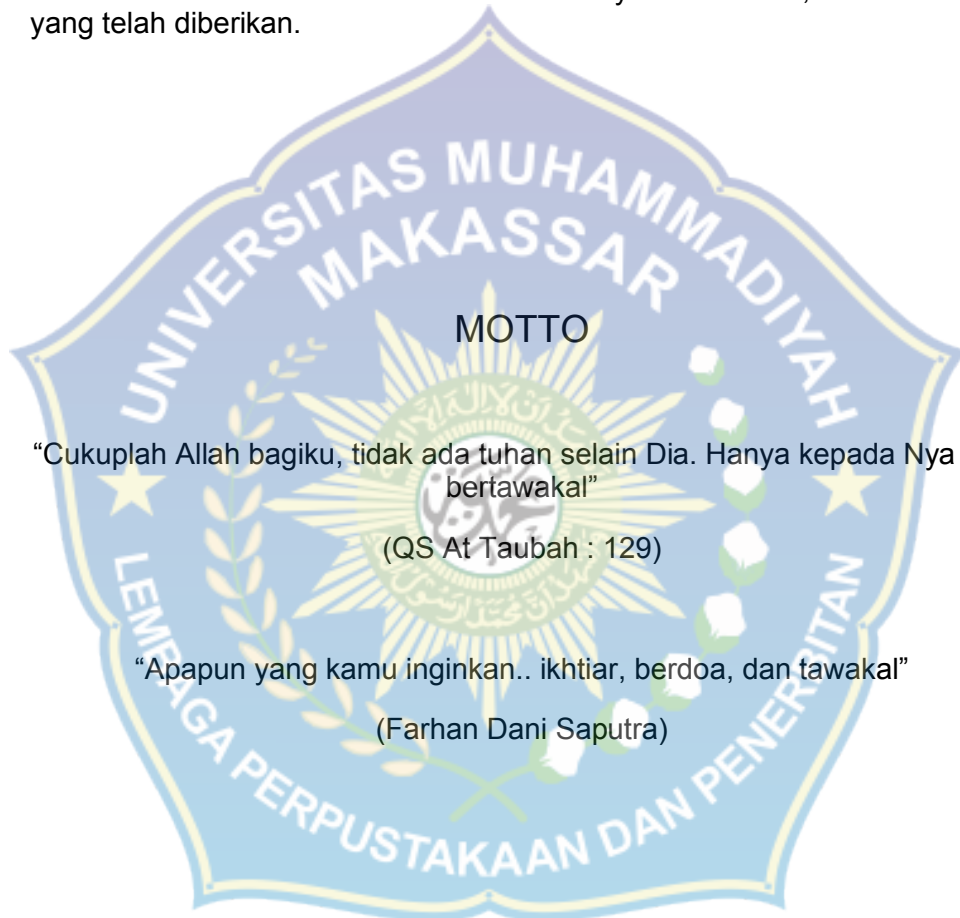 yang telah diberikan.
UNIVERSITAS MUHAMMADIYAH
MAKASSAR
MOTTO
“Cukuplah Allah bagiku, tidak ada tuhan selain Dia. Hanya kepada Nya
bertawakal”
(QS At Taubah : 129)
“Apapun yang kamu inginkan.. ikhtiar, berdoa, dan tawakal”
(Farhan Dani Saputra)
LEMBAGA PERPUSTAKAAN DAN PENERBITAN